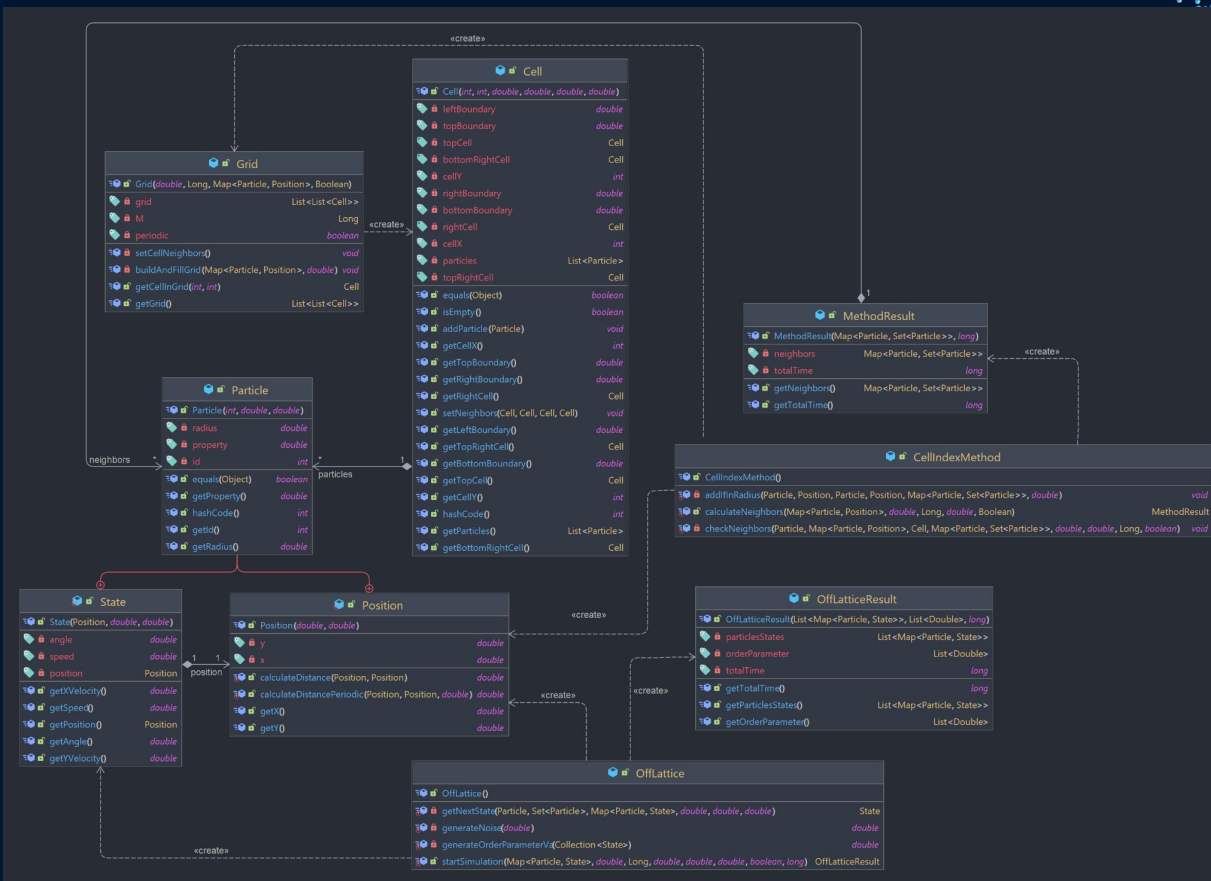 «create»
Cell
Cell(int, int, double, double, double, double)
leftBoundary double
topBoundary double
topCell Cell
bottomRightCell Cell
cellY int
rightBoundary double
bottomBoundary double
rightCell Cell
cellX int
particles List<Particle>
topRightCell Cell
equals(Object) boolean
isEmpty() boolean
addParticle(Particle) void
getCellX() int
getTopBoundary() double
getRightBoundary() double
getRightCell() Cell
setNeighbors(Cell, Cell, Cell, Cell) void
getLeftBoundary() double
getTopRightCell() Cell
getBottomBoundary() double
getTopCell() Cell
getCellY() int
hashCode() int
getParticles() List<Particle>
getBottomRightCell() Cell
Grid
Grid(double, Long, Map<Particle, Position>, Boolean)
grid List<List<Cell>>
M Long
periodic boolean
setCellNeighbors() void
buildAndFillGrid(Map<Particle, Position>, double) void
getCellInGrid(int, int) Cell
getGrid() List<List<Cell>>
«create»
1
MethodResult
MethodResult(Map<Particle, Set<Particle>>, long)
neighbors Map<Particle, Set<Particle>>
totalTime long
getNeighbors() Map<Particle, Set<Particle>>
getTotalTime() long
«create»
Particle
Particle(int, double, double)
radius double
property double
id int
equals(Object) boolean
getProperty() double
hashCode() int
getId() int
getRadius() double
neighbors *
* 1
particles
CellIndexMethod
CellIndexMethod()
addIfInRadius(Particle, Position, Particle, Position, Map<Particle, Set<Particle>>, double) void
calculateNeighbors(Map<Particle, Position>, double, Long, double, Boolean) MethodResult
checkNeighbors(Particle, Map<Particle, Position>, Cell, Map<Particle, Set<Particle>>, double, double, Long, boolean) void
State
State(Position, double, double)
angle double
speed double
position Position
getXVelocity() double
getSpeed() double
getPosition() Position
getAngle() double
getYVelocity() double
1 1
position
Position
Position(double, double)
y double
x double
calculateDistance(Position, Position) double
calculateDistancePeriodic(Position, Position, double) double
getX() double
getY() double
«create»
OffLatticeResult
OffLatticeResult(List<Map<Particle, State>>, List<Double>, long)
particlesStates List<Map<Particle, State>>
orderParameter List<Double>
totalTime long
getTotalTime() long
getParticlesStates() List<Map<Particle, State>>
getOrderParameter() List<Double>
«create»
«create»
OffLattice
OffLattice()
getNextState(Particle, Set<Particle>, Map<Particle, State>, double, double, double) State
generateNoise(double) double
generateOrderParameterVa(Collection<State>) double
startSimulation(Map<Particle, State>, double, Long, double, double, double, boolean, long) OffLatticeResult
«create»